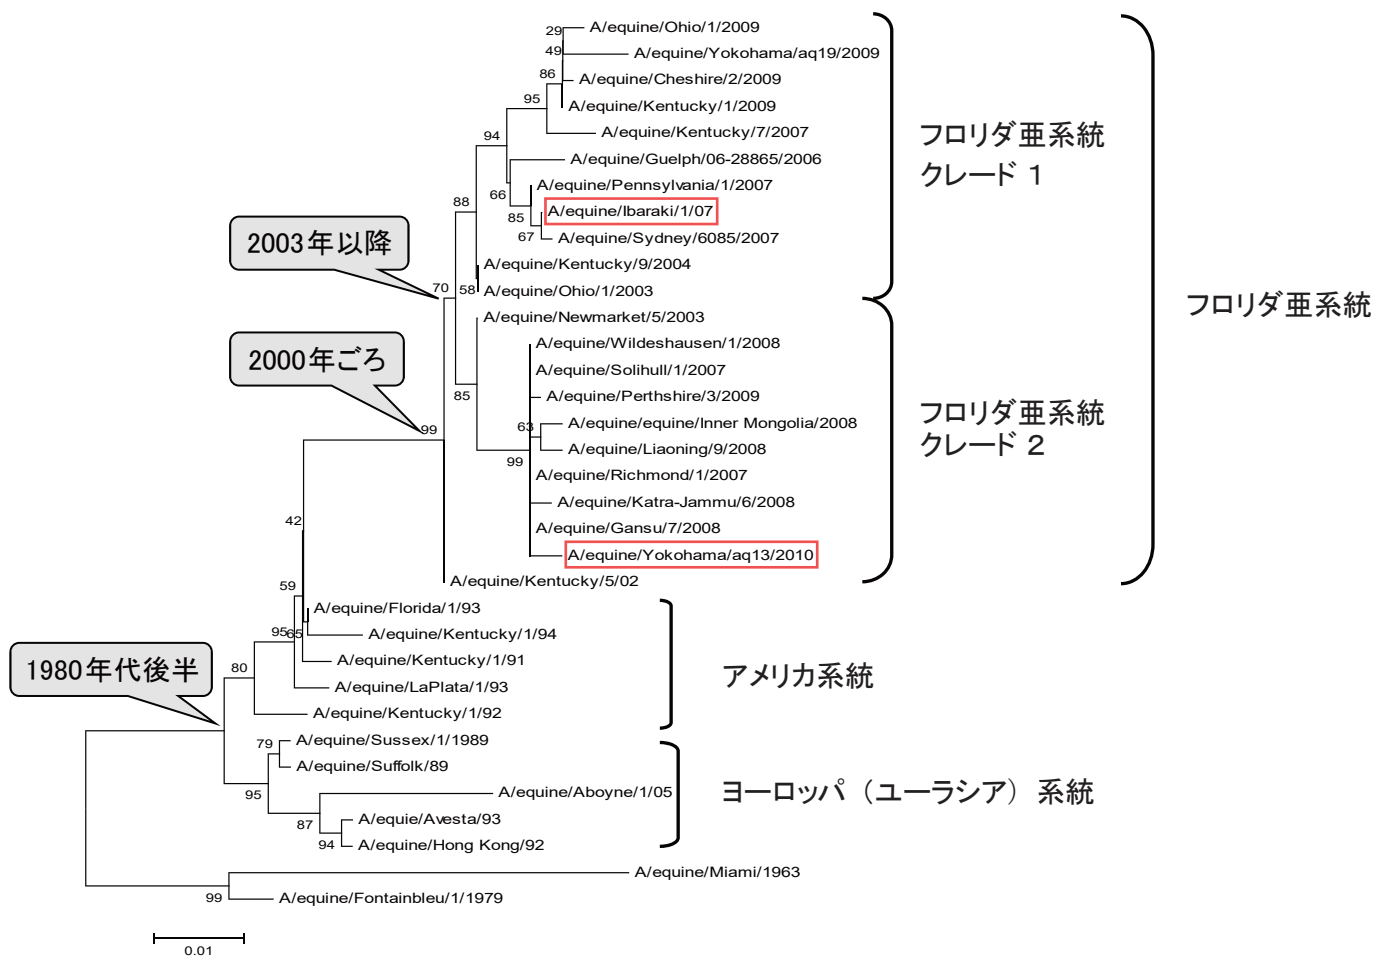 29
A/equine/Ohio/1/2009
49
A/equine/Yokohama/aq19/2009
86
A/equine/Cheshire/2/2009
95
A/equine/Kentucky/1/2009
94
A/equine/Kentucky/7/2007
フロリダ亜系統
クレード 1
A/equine/Guelph/06-28865/2006
66
A/equine/Pennsylvania/1/2007
88
85
A/equine/Ibaraki/1/07
67
A/equine/Sydney/6085/2007
2003年以降
A/equine/Kentucky/9/2004
70
58
A/equine/Ohio/1/2003
フロリダ亜系統
A/equine/Newmarket/5/2003
A/equine/Wildeshausen/1/2008
2000年ごろ
A/equine/Solihull/1/2007
85
A/equine/Perthshire/3/2009
フロリダ亜系統
クレード 2
99
63
A/equine/equine/Inner Mongolia/2008
A/equine/Liaoning/9/2008
99
A/equine/Richmond/1/2007
A/equine/Katra-Jammu/6/2008
42
A/equine/Gansu/7/2008
A/equine/Yokohama/aq13/2010
A/equine/Kentucky/5/02
59
A/equine/Florida/1/93
95
65
A/equine/Kentucky/1/94
1980年代後半
80
A/equine/Kentucky/1/91
アメリカ系統
A/equine/LaPlata/1/93
A/equine/Kentucky/1/92
79
A/equine/Sussex/1/1989
A/equine/Suffolk/89
95
A/equine/Aboyne/1/05
ヨーロッパ（ユーラシア）系統
87
A/equie/Avesta/93
94
A/equine/Hong Kong/92
A/equine/Miami/1963
99
A/equine/Fontainbleu/1/1979
0.01